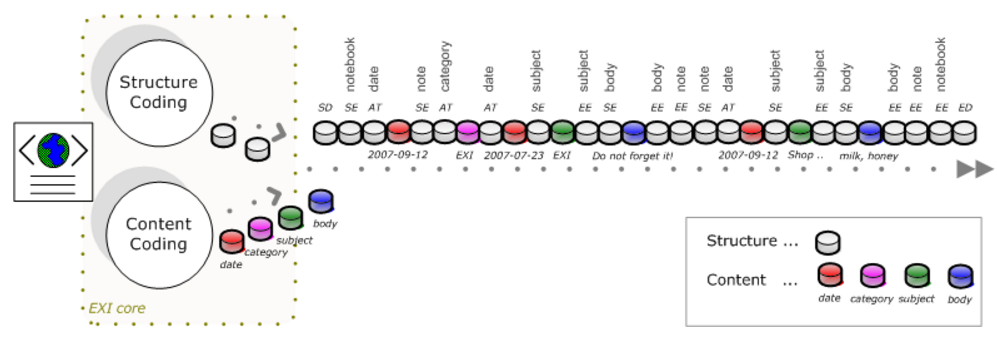 Structure
Coding
Content
Coding
EXI core
date
category
subject
body
notebook date note category date subject subject body body note note date subject subject body body note notebook
SD SE AT SE AT AT SE EE SE EE EE SE AT SE EE SE EE EE EE ED
2007-09-12 EXI 2007-07-23 EXI Do not forget it! 2007-09-12 Shop .. milk, honey
Structure ...
Content ...
date category subject body